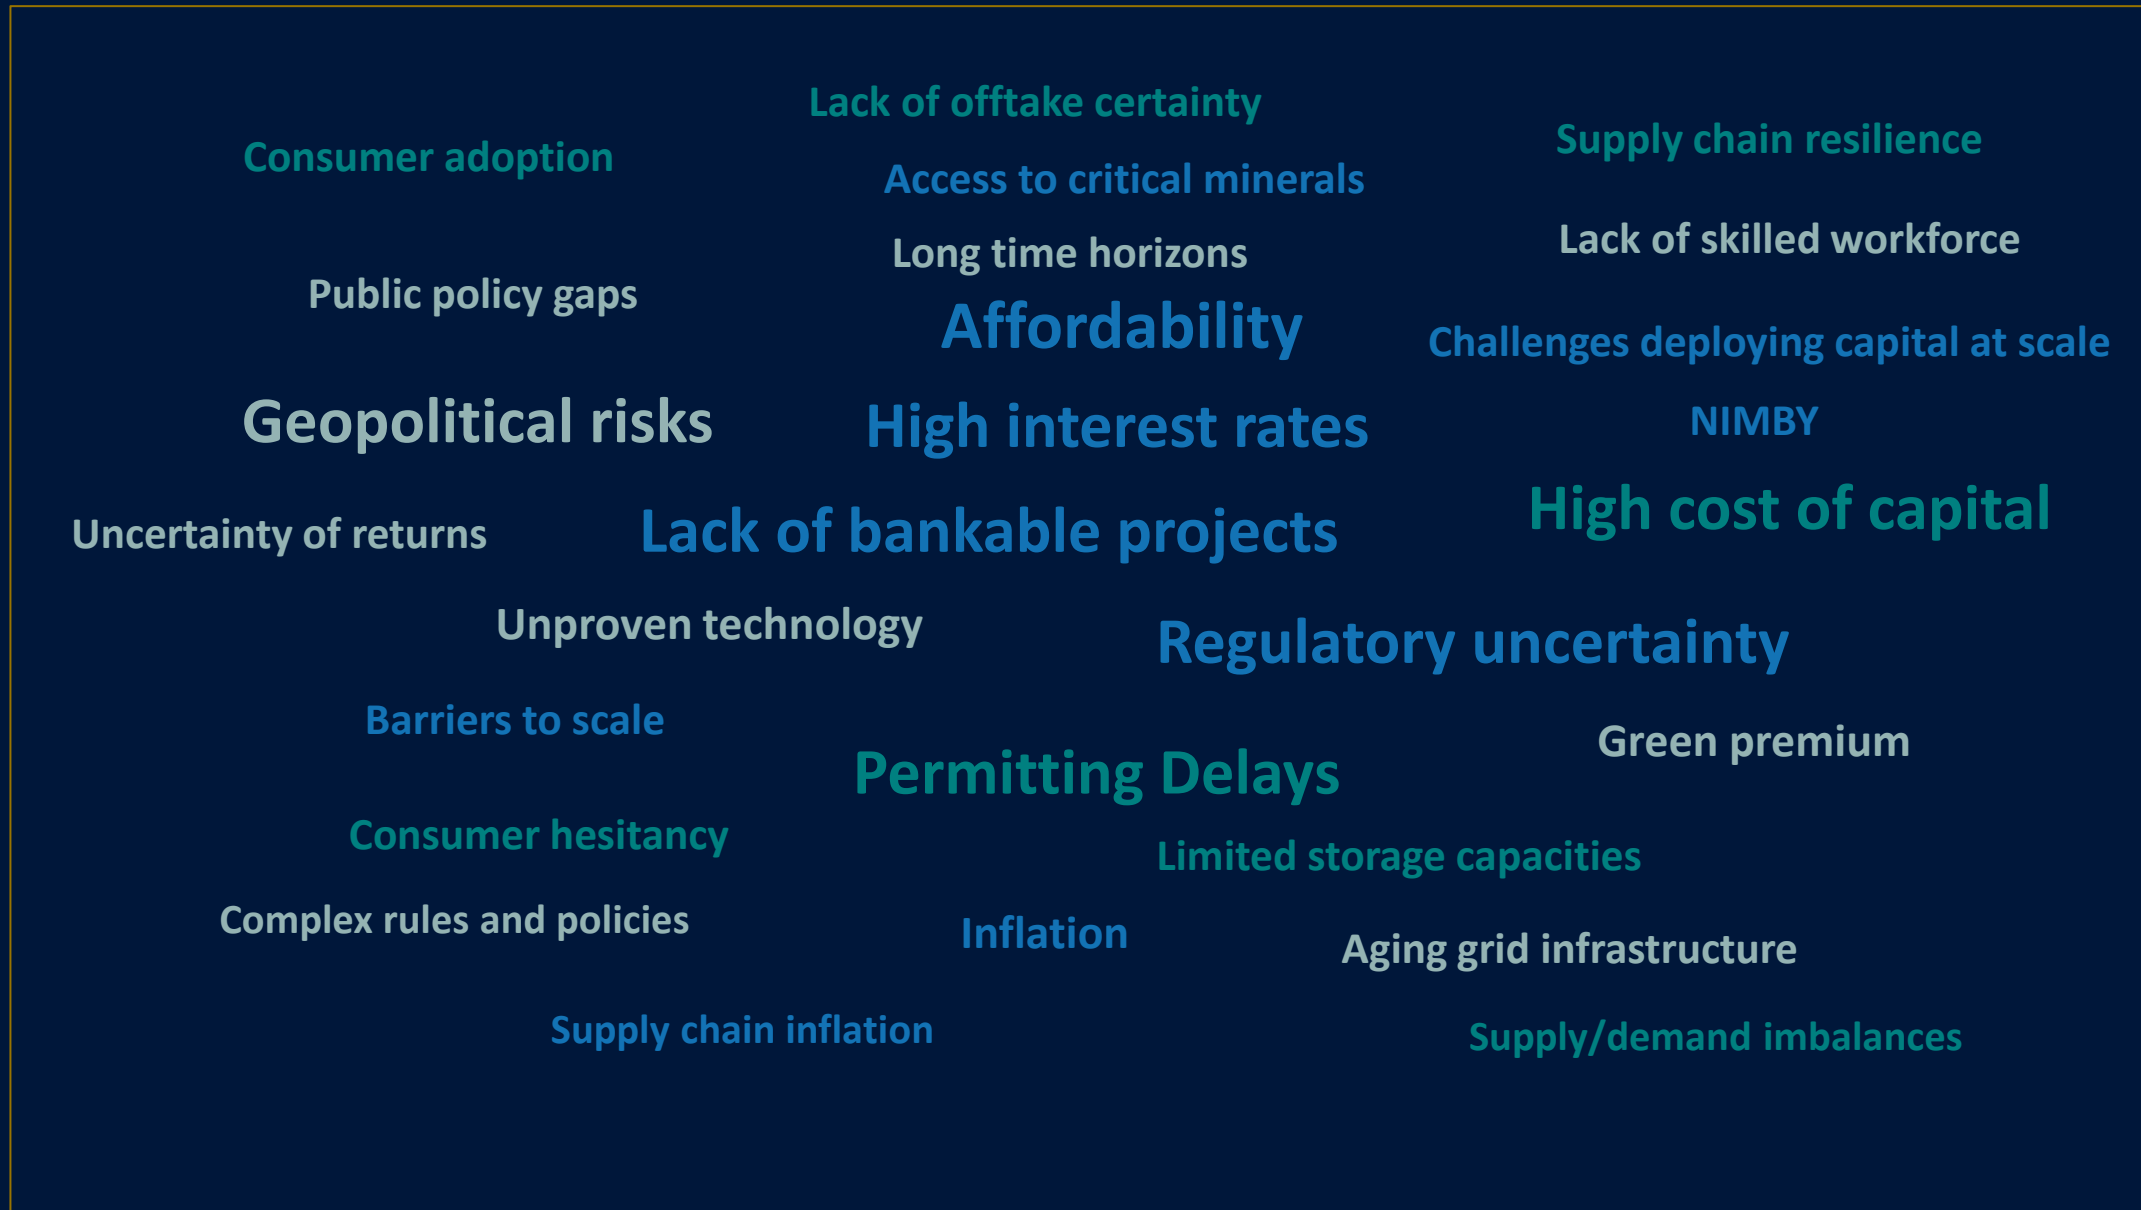 Lack of offtake certainty
Consumer adoption
Supply chain resilience
Access to critical minerals
Lack of skilled workforce
Long time horizons
Public policy gaps
Affordability
Challenges deploying capital at scale
Geopolitical risks
High interest rates
NIMBY
High cost of capital
Uncertainty of returns
Lack of bankable projects
Unproven technology
Regulatory uncertainty
Barriers to scale
Green premium
Permitting Delays
Consumer hesitancy
Limited storage capacities
Complex rules and policies
Inflation
Aging grid infrastructure
Supply chain inflation
Supply/demand imbalances